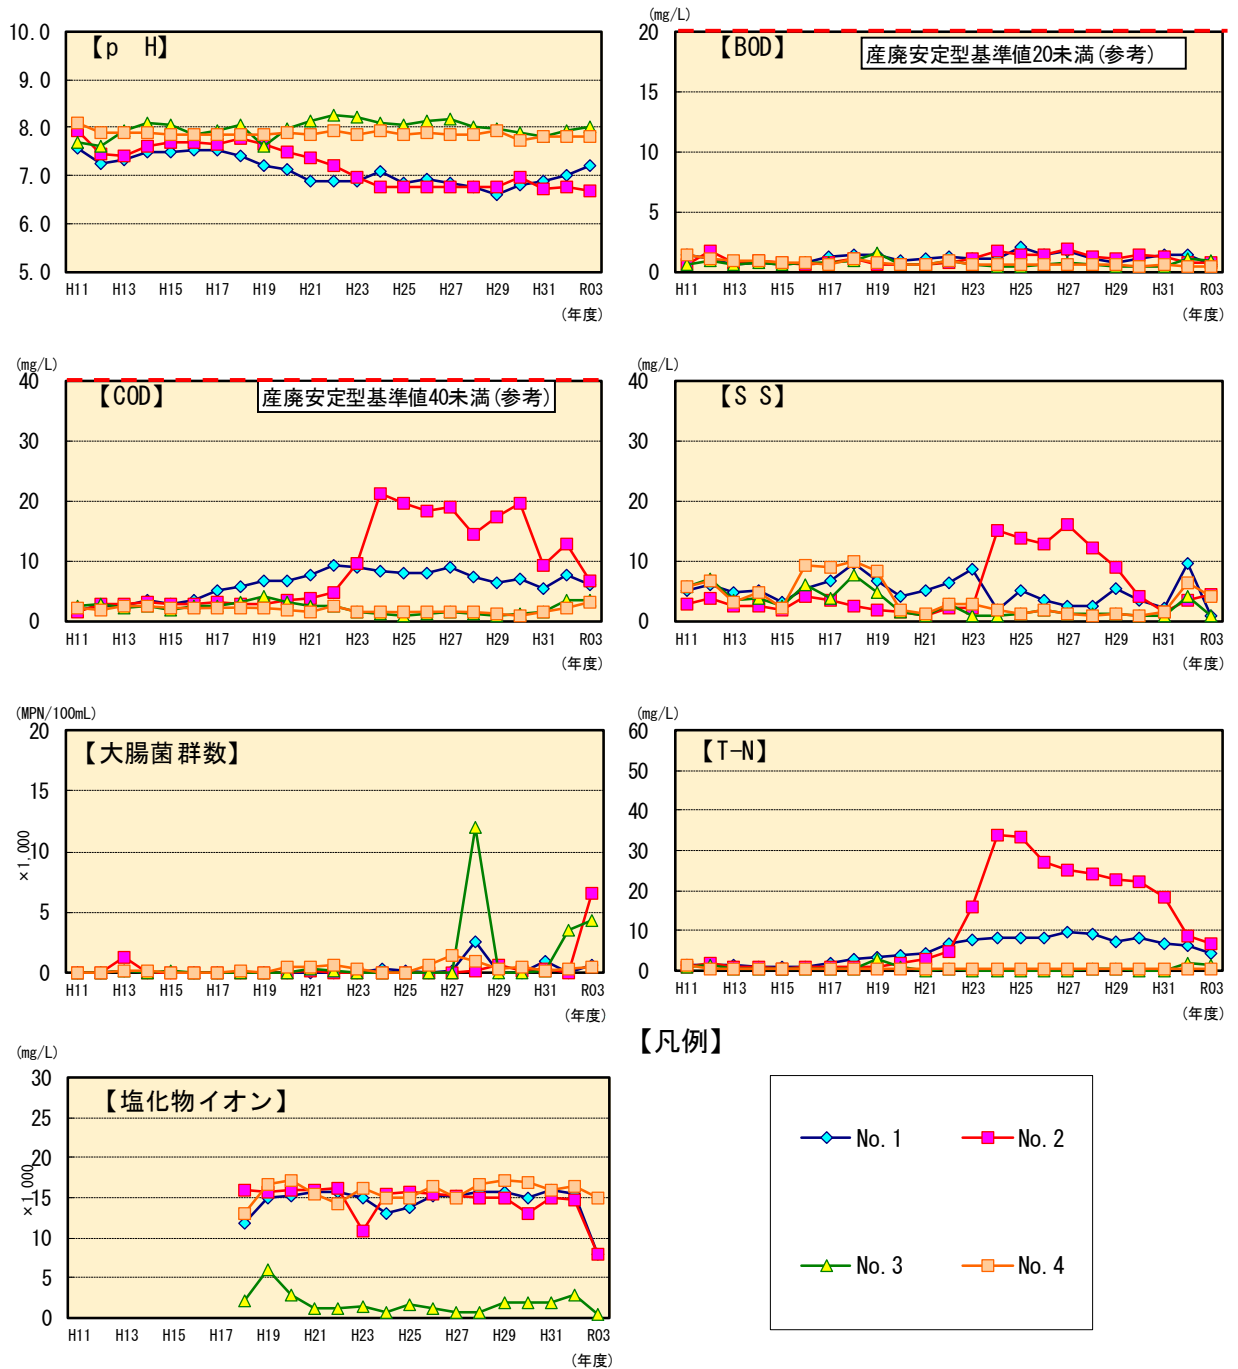 【p H】
10.0
9.0
8.0
7.0
6.0
5.0
H11 H13 H15 H17 H19 H21 H23 H25 H27 H29 H31 R03
(年度)
(mg/L)
【BOD】
産廃安定型基準値20未満(参考)
20
15
10
5
0
H11 H13 H15 H17 H19 H21 H23 H25 H27 H29 H31 R03
(年度)
(mg/L)
【COD】
産廃安定型基準値40未満(参考)
40
30
20
10
0
H11 H13 H15 H17 H19 H21 H23 H25 H27 H29 H31 R03
(年度)
(mg/L)
【S S】
40
30
20
10
0
H11 H13 H15 H17 H19 H21 H23 H25 H27 H29 H31 R03
(年度)
(MPN/100mL)
【大腸菌群数】
20
15
10
5
0
×1,000
H11 H13 H15 H17 H19 H21 H23 H25 H27 H29 H31 R03
(年度)
(mg/L)
【T-N】
60
50
40
30
20
10
0
H11 H13 H15 H17 H19 H21 H23 H25 H27 H29 H31 R03
(年度)
(mg/L)
【塩化物イオン】
30
25
20
15
10
5
0
×1,000
H11 H13 H15 H17 H19 H21 H23 H25 H27 H29 H31 R03
(年度)
【凡例】
No.1 No.2
No.3 No.4